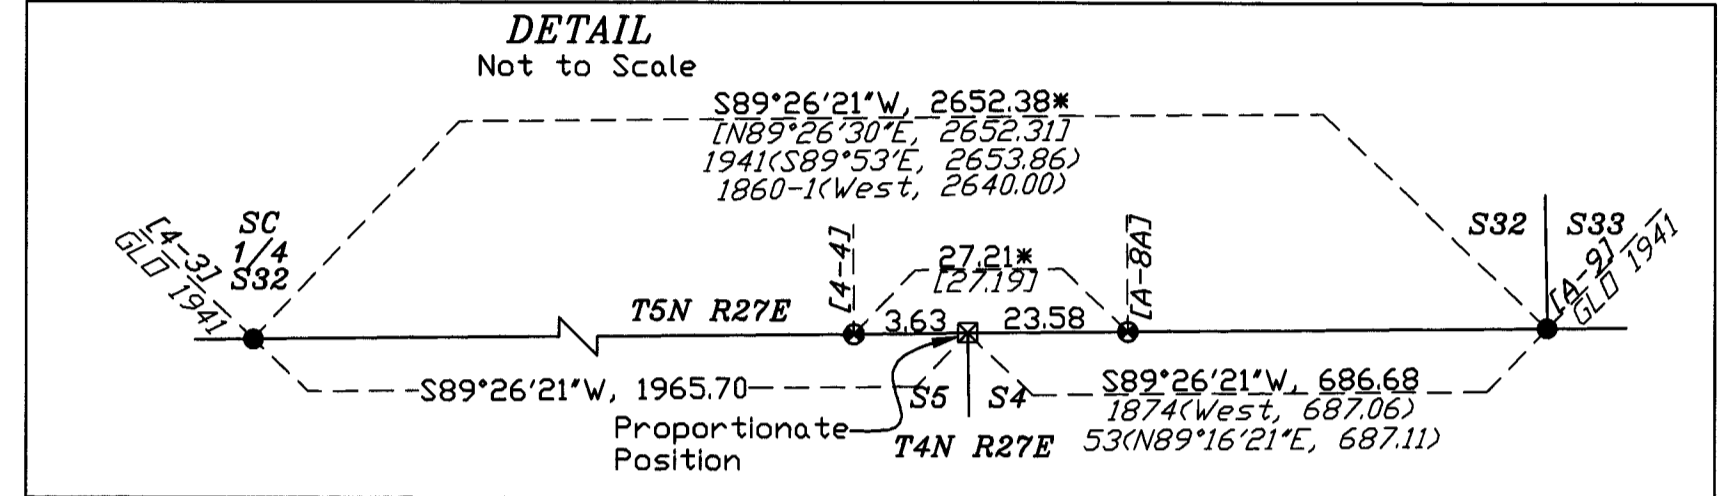 DETAIL
Not to Scale
S89°26'21"W, 2652.38*
[N89°26'30"E, 2652.31]
1941(S89°53'E, 2653.86)
1860-1(West, 2640.00)
[4-3]
GLO 1941
SC
1/4
S32
T5N R27E
[4-4]
27.21*
[27.19]
[A-8A]
3.63
23.58
S32
S33
[A-9]
GLO 1941
S89°26'21"W, 1965.70
S5
S4
S89°26'21"W, 686.68
1874(West, 687.06)
53(N89°16'21"E, 687.11)
Proportionate
Position
T4N R27E